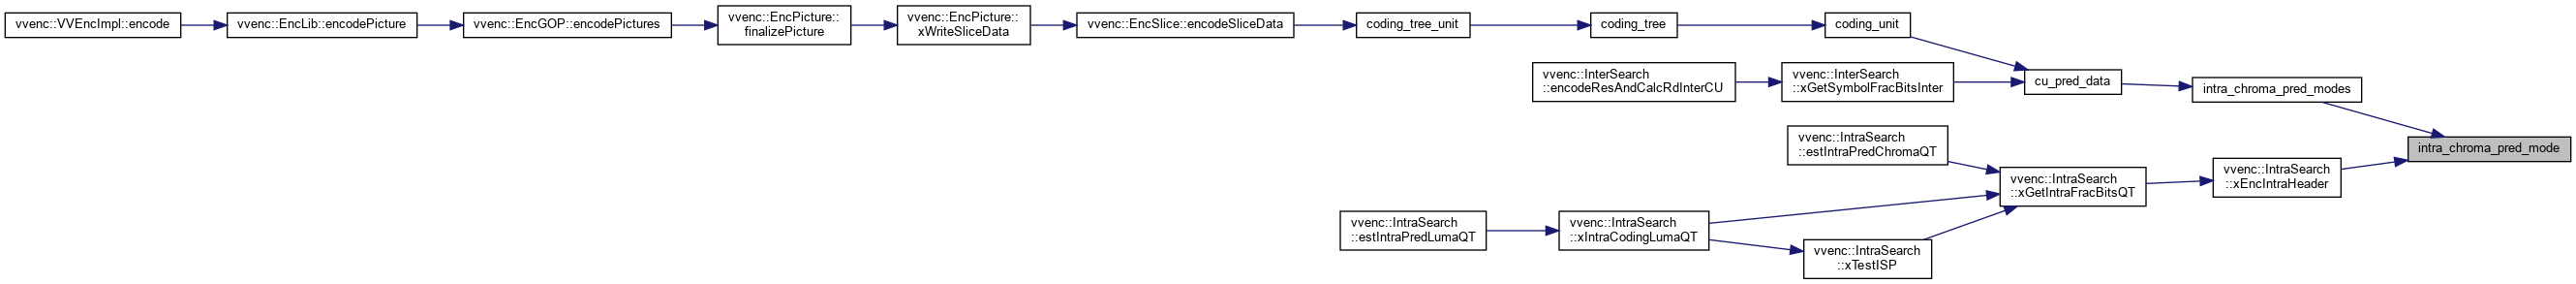 vvenc::VVEncImpl::encode
vvenc::EncLib::encodePicture
vvenc::EncGOP::encodePictures
vvenc::EncPicture::
finalizePicture
vvenc::EncPicture::
xWriteSliceData
vvenc::EncSlice::encodeSliceData
coding_tree_unit
coding_tree
coding_unit
vvenc::InterSearch
::encodeResAndCalcRdInterCU
vvenc::InterSearch
::xGetSymbolFracBitsInter
cu_pred_data
intra_chroma_pred_modes
vvenc::IntraSearch
::estIntraPredChromaQT
intra_chroma_pred_mode
vvenc::IntraSearch
::xGetIntraFracBitsQT
vvenc::IntraSearch
::xEncIntraHeader
vvenc::IntraSearch
::estIntraPredLumaQT
vvenc::IntraSearch
::xIntraCodingLumaQT
vvenc::IntraSearch
::xTestISP